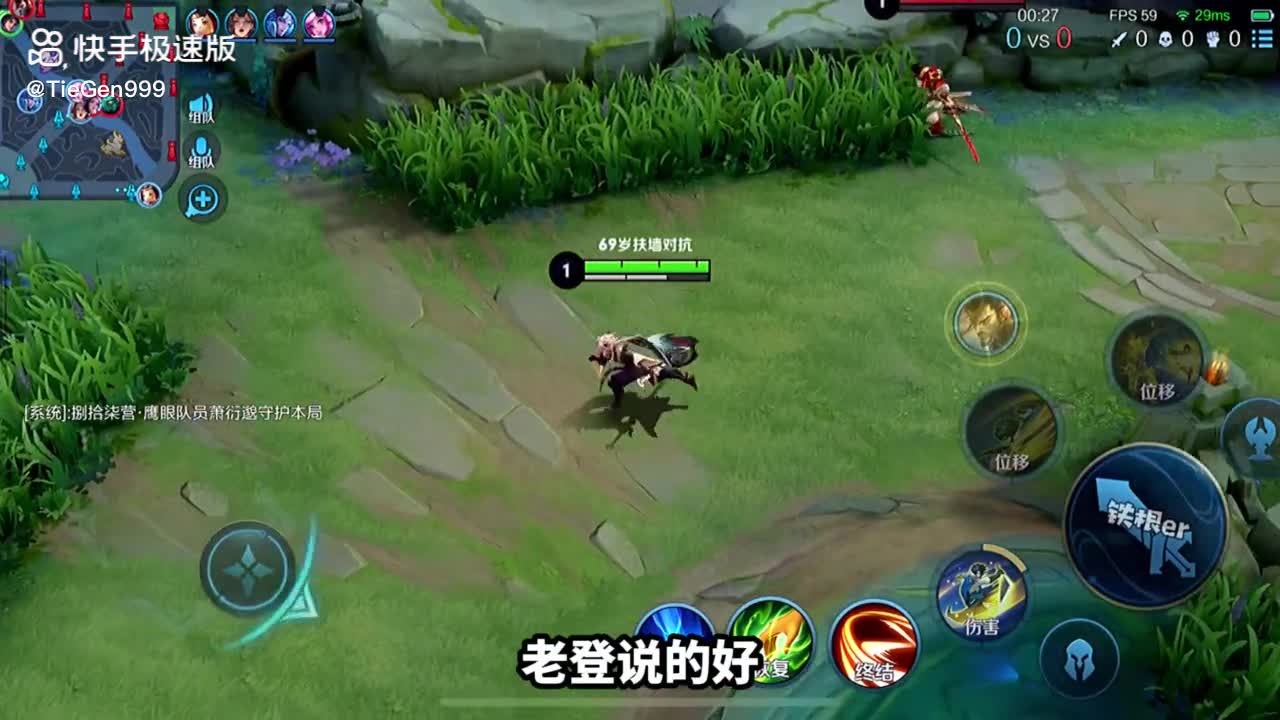 快手极速版
@TieGen999
组队
组队
00:27
FPS 59
29ms
0 VS 0
0
0
0
69岁扶墙对抗
1
[系统]:捌拾柒营·鹰眼队员萧衍邈守护本局
位移
位移
铁根er
伤害
恢复
终结
老登说的好